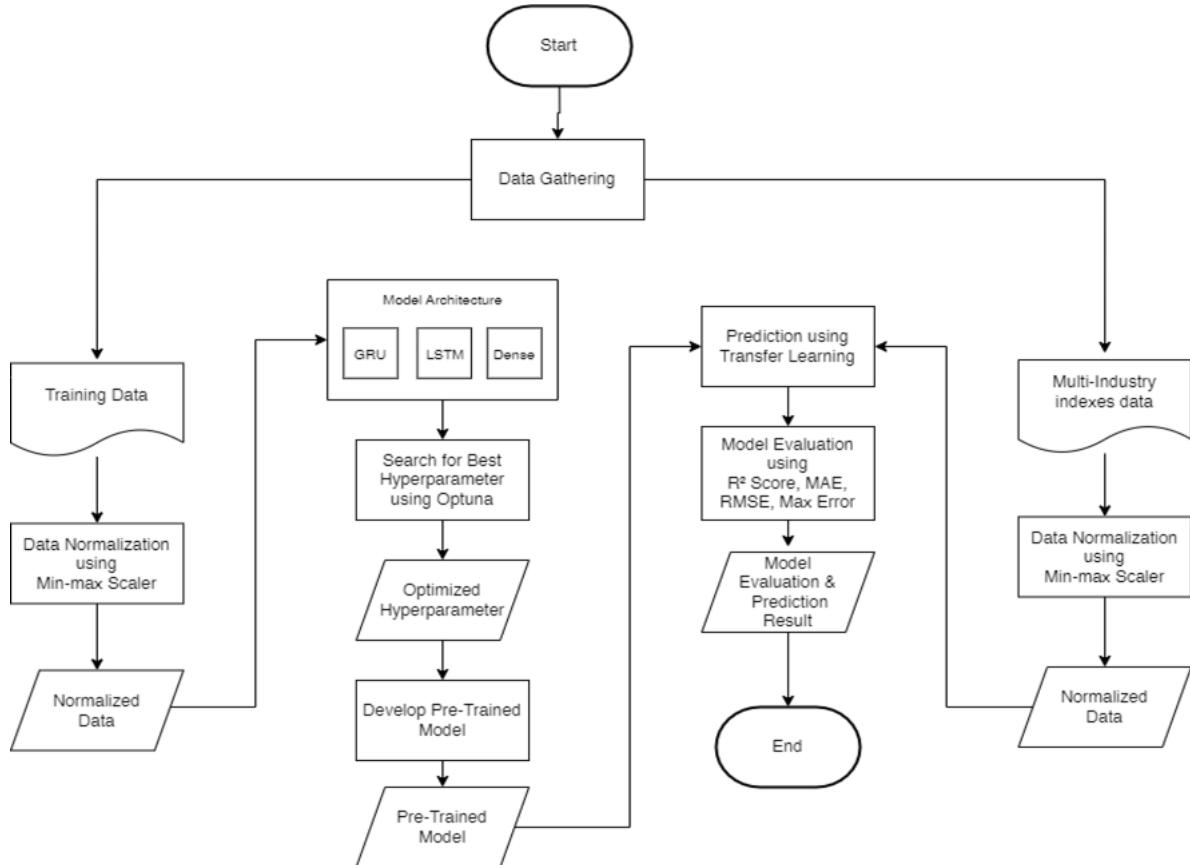 Start
Data Gathering
Training Data
Data Normalization
using
Min-max Scaler
Normalized
Data
Model Architecture
GRU
LSTM
Dense
Search for Best
Hyperparameter
using Optuna
Optimized
Hyperparameter
Develop Pre-Trained
Model
Pre-Trained
Model
Prediction using
Transfer Learning
Model Evaluation
using
R² Score, MAE,
RMSE, Max Error
Model
Evaluation &
Prediction
Result
End
Multi-Industry
indexes data
Data Normalization
using
Min-max Scaler
Normalized
Data